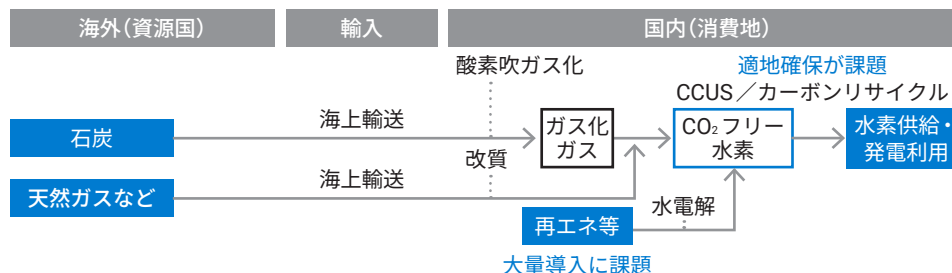 海外（資源国）
輸入
国内（消費地）
酸素吹ガス化
適地確保が課題
CCUS／カーボンリサイクル
石炭
海上輸送
ガス化
ガス
CO₂フリー
水素
水素供給・
発電利用
改質
天然ガスなど
海上輸送
再エネ等
水電解
大量導入に課題